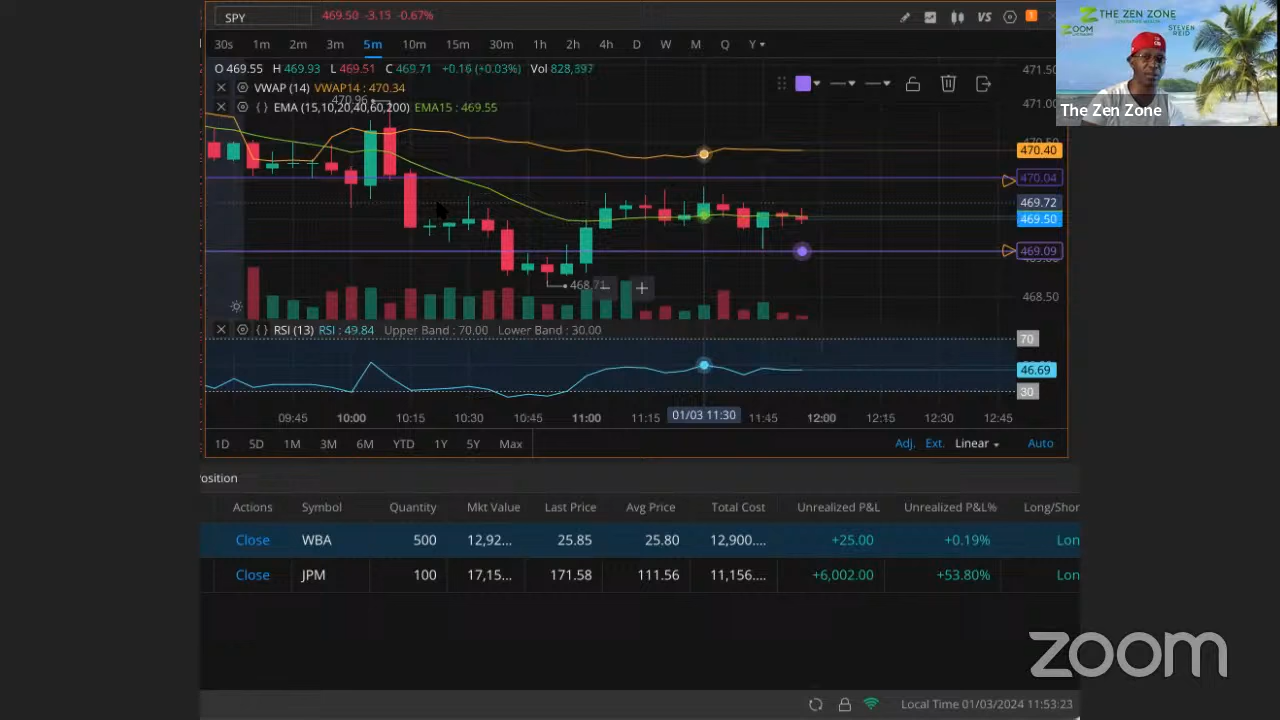 SPY 469.50 -3.15 -0.67% VS 1
30s 1m 2m 3m 5m 10m 15m 30m 1h 2h 4h D W M Q Y
O 469.55 H 469.93 L 469.51 C 469.71 +0.16 (+0.03%) Vol 828,397
VWAP (14) VWAP14 : 470.34
470.96
EMA (15,10,20,40,60,200) EMA15 : 469.55
471.50
471.00
470.40
470.04
469.72
469.50
469.09
468.71
468.50
RSI (13) RSI : 49.84 Upper Band : 70.00 Lower Band : 30.00
70
46.69
30
09:45 10:00 10:15 10:30 10:45 11:00 11:15 01/03 11:30 11:45 12:00 12:15 12:30 12:45
1D 5D 1M 3M 6M YTD 1Y 5Y Max Adj. Ext. Linear Auto
osition
Actions Symbol Quantity Mkt Value Last Price Avg Price Total Cost Unrealized P&L Unrealized P&L% Long/Shor
Close WBA 500 12,92... 25.85 25.80 12,900.... +25.00 +0.19% Lon
Close JPM 100 17,15... 171.58 111.56 11,156.... +6,002.00 +53.80% Lon
Local Time 01/03/2024 11:53:23
THE ZEN ZONE
ZOOM
STEVEN REID
The Zen Zone
zoom